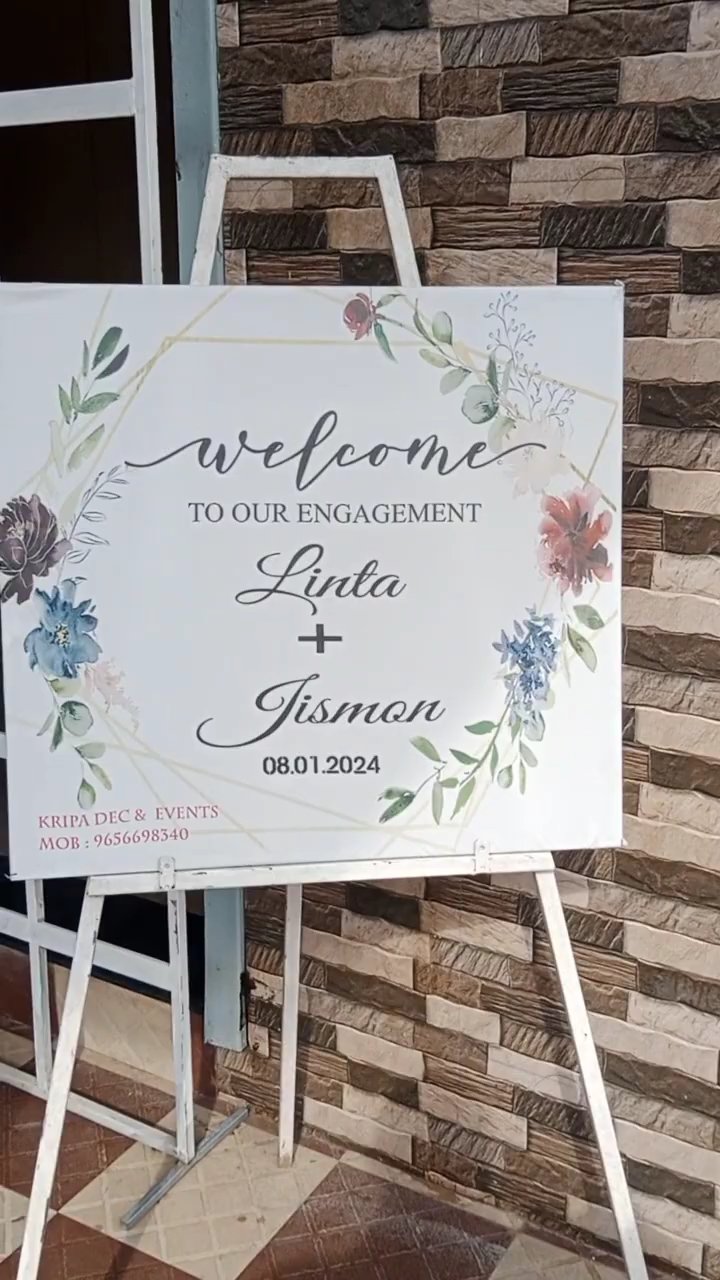 welcome
TO OUR ENGAGEMENT
Linta
+
Jismon
08.01.2024
KRIPA DEC & EVENTS
MOB : 9656698340